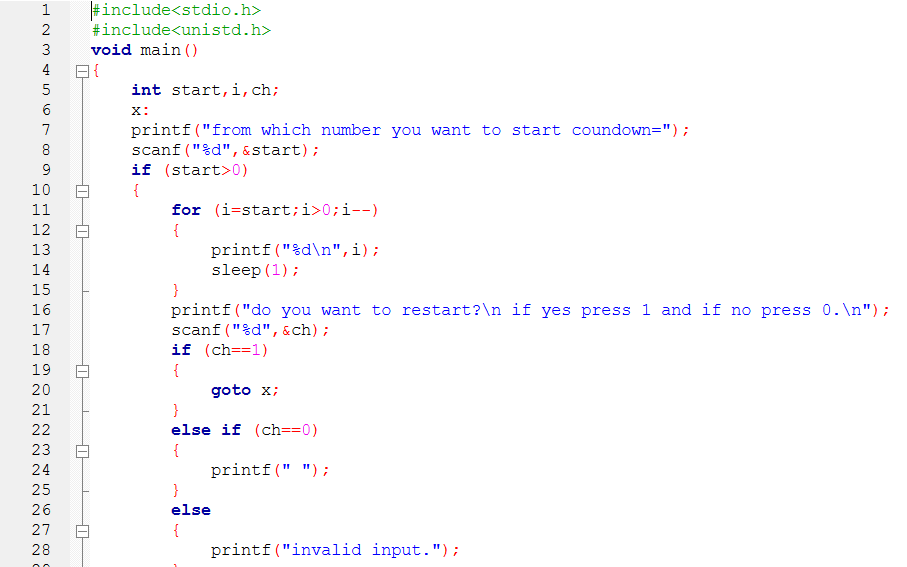 1 #include<stdio.h>
2 #include<unistd.h>
3 void main()
4 {
5 int start,i,ch;
6 x:
7 printf("from which number you want to start coundown=");
8 scanf("%d",&start);
9 if (start>0)
10 {
11 for (i=start;i>0;i--)
12 {
13 printf("%d\n",i);
14 sleep(1);
15 }
16 printf("do you want to restart?\n if yes press 1 and if no press 0.\n");
17 scanf("%d",&ch);
18 if (ch==1)
19 {
20 goto x;
21 }
22 else if (ch==0)
23 {
24 printf(" ");
25 }
26 else
27 {
28 printf("invalid input.");